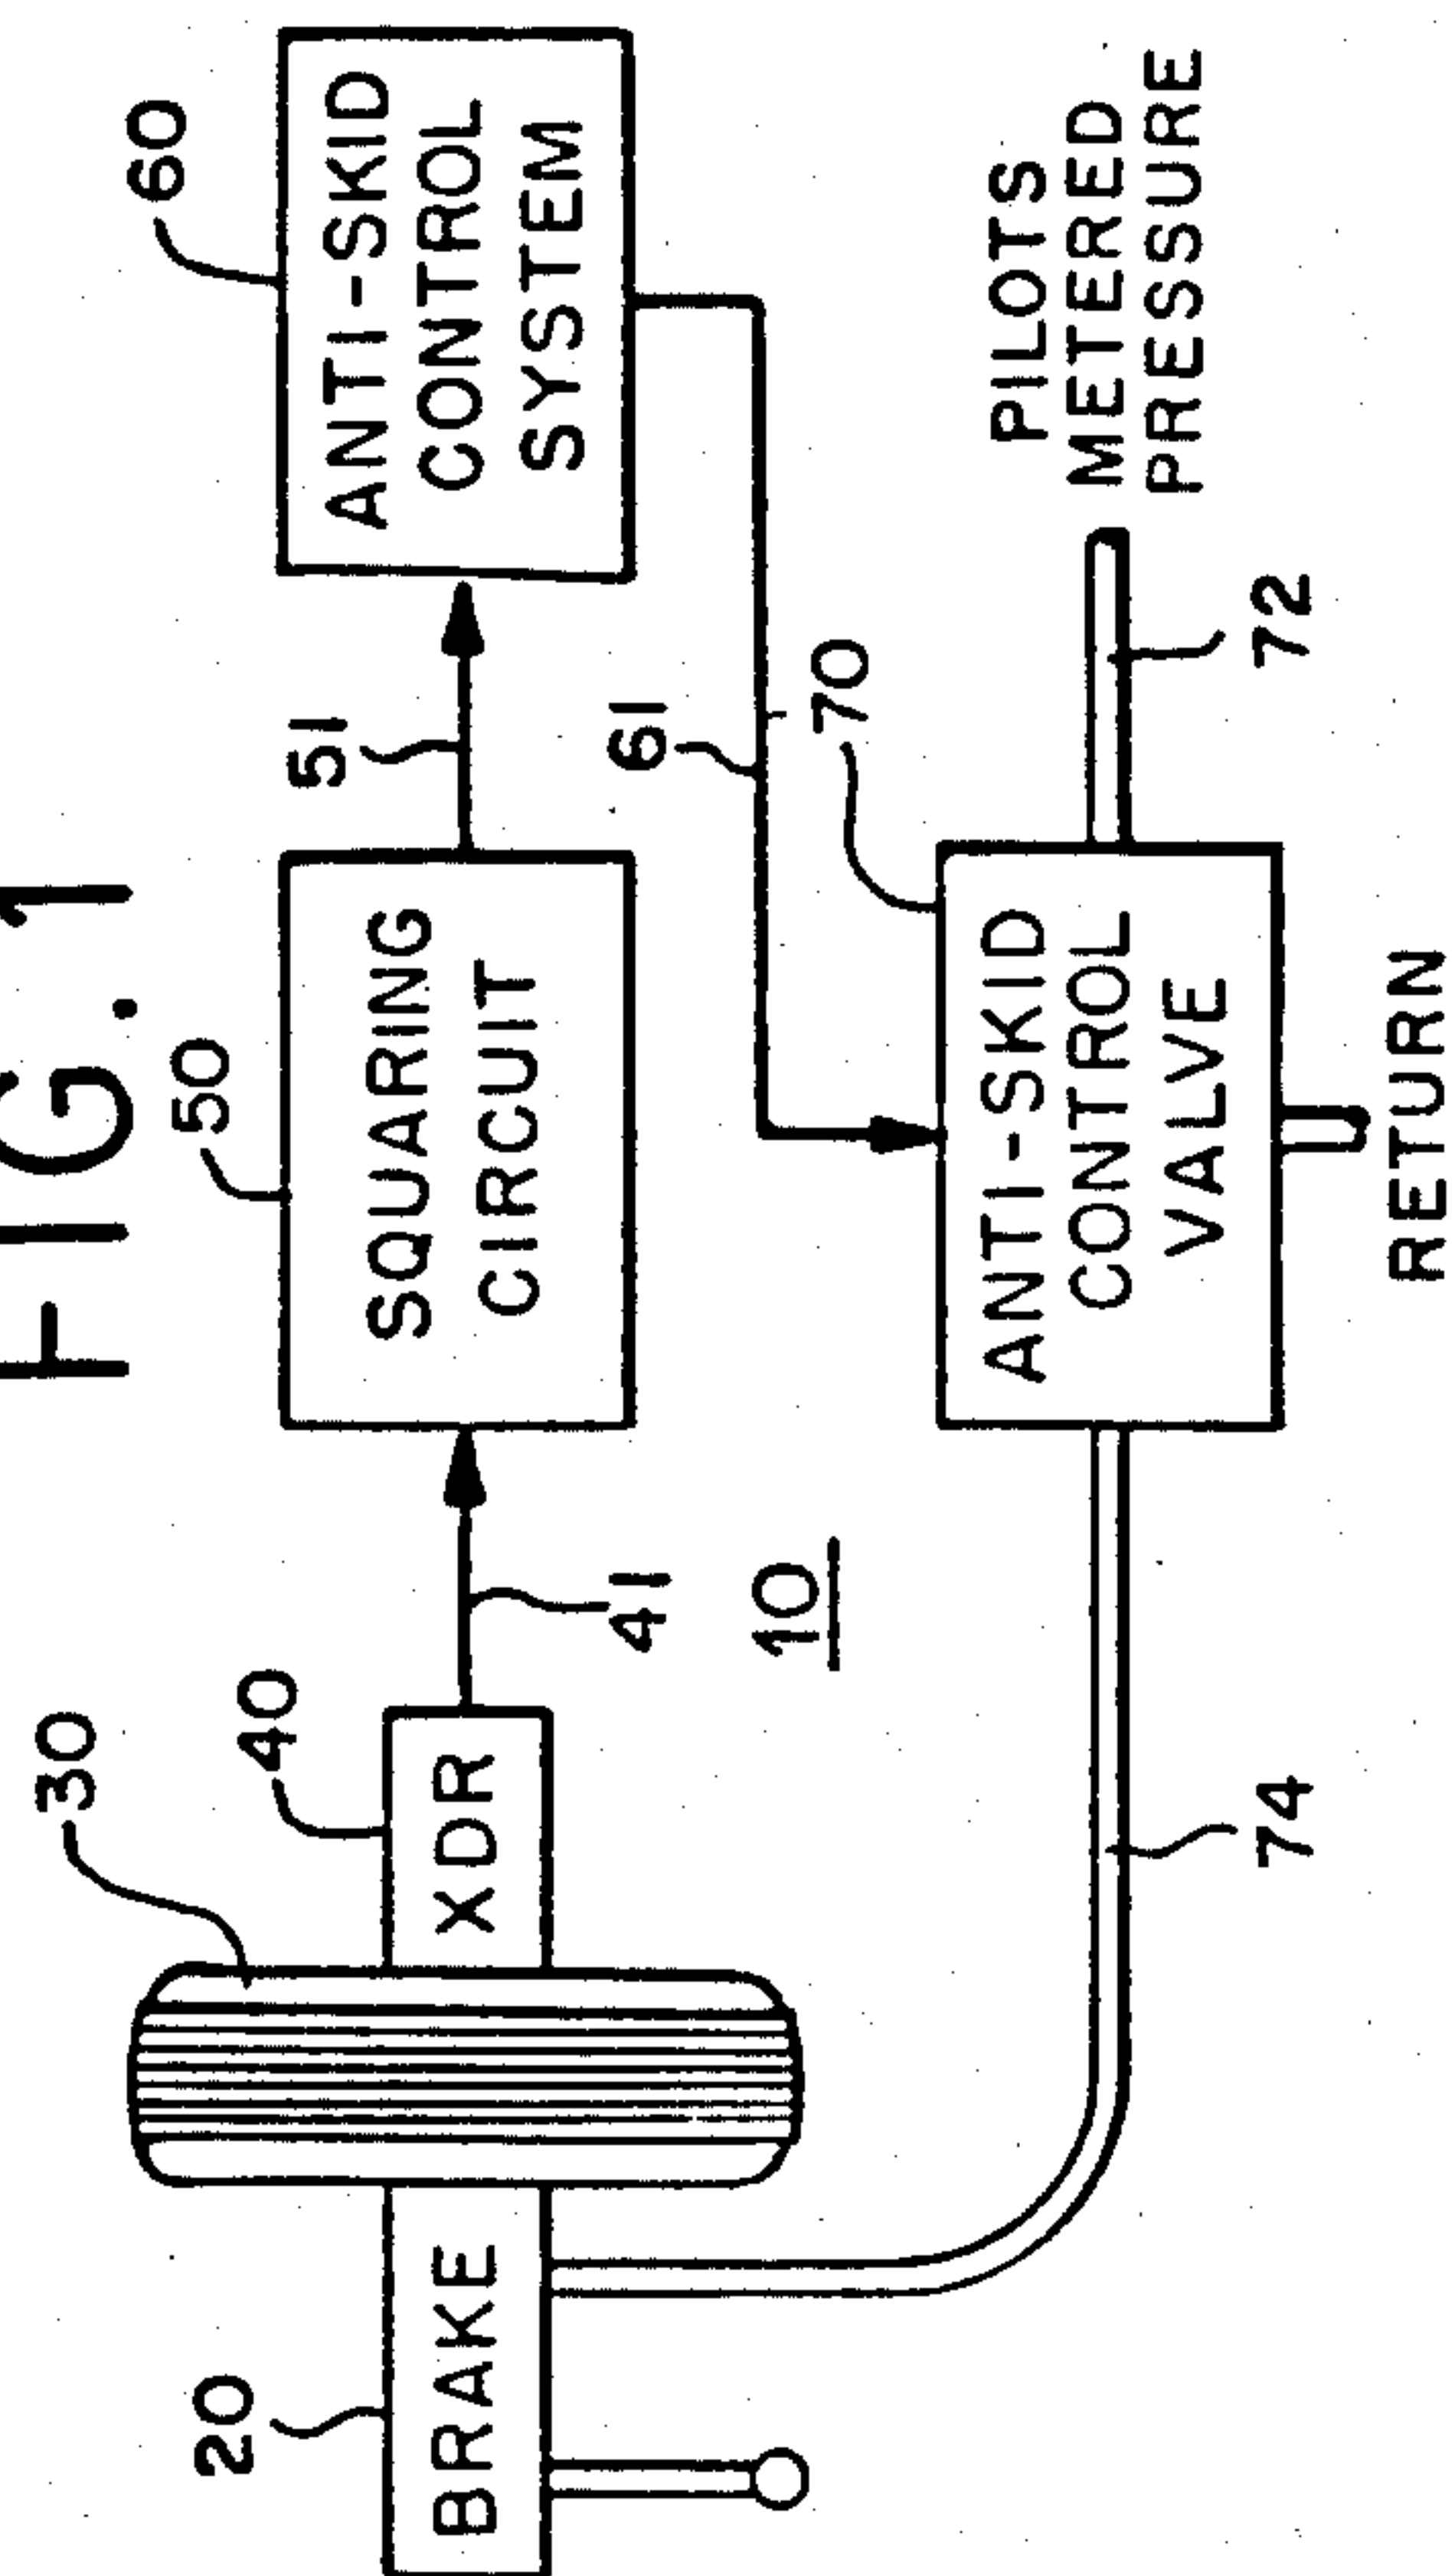 FIG. 1
30
40
50
60
20
BRAKE
XDR
41
SQUARING
CIRCUIT
51
ANTI-SKID
CONTROL
SYSTEM
61
10
70
ANTI-SKID
CONTROL
VALVE
PILOTS
METERED
PRESSURE
74
72
RETURN